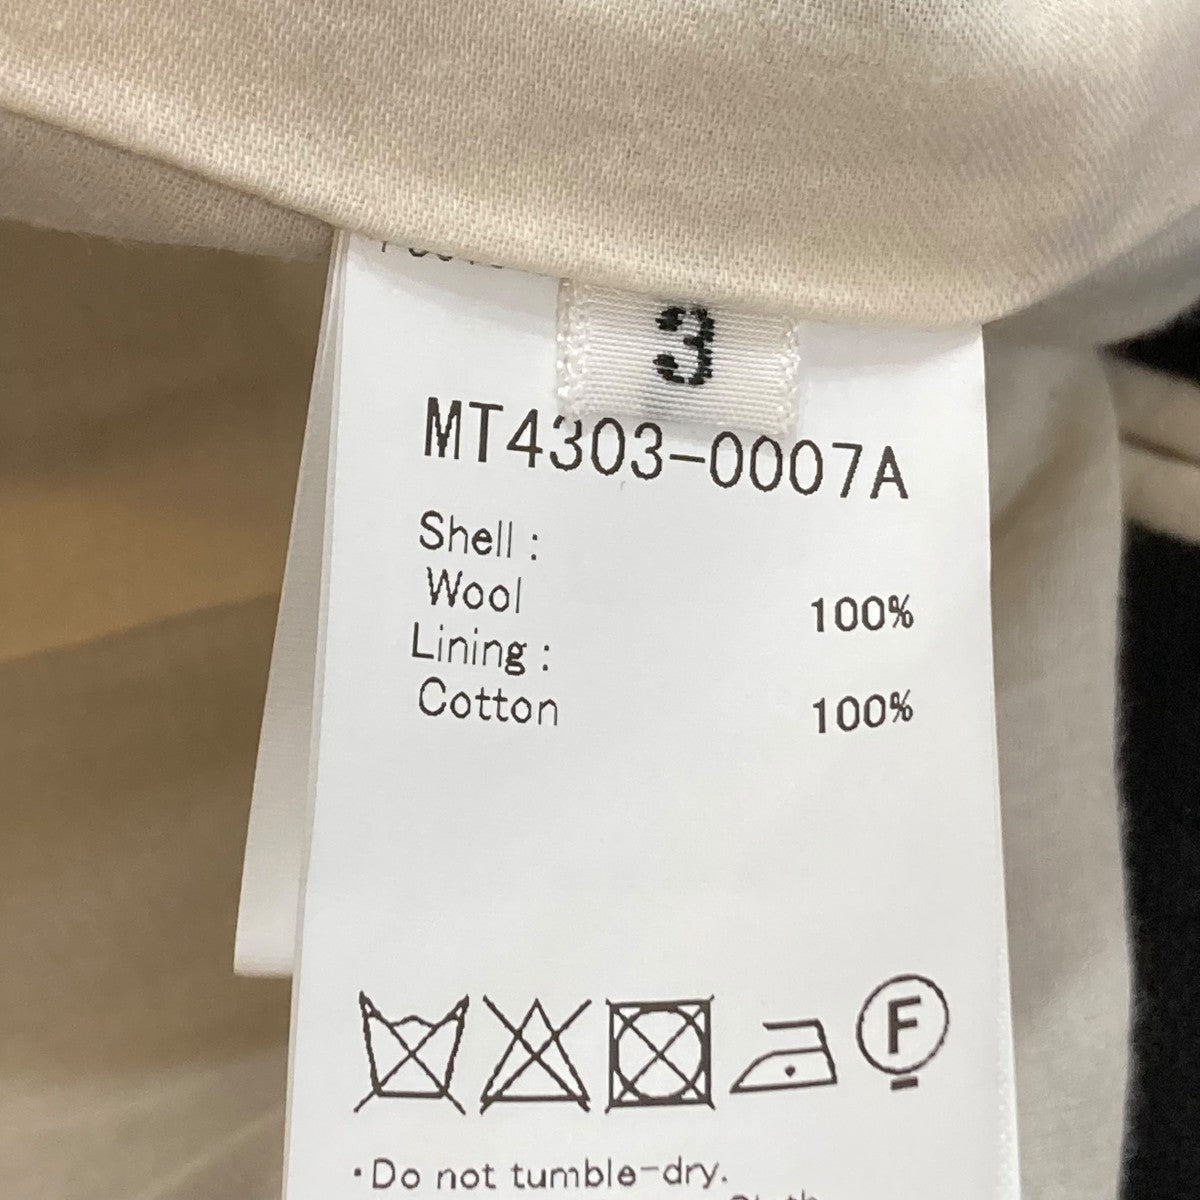 3
MT4303-0007A
Shell :
Wool 100%
Lining :
Cotton 100%
F
・Do not tumble-dry.